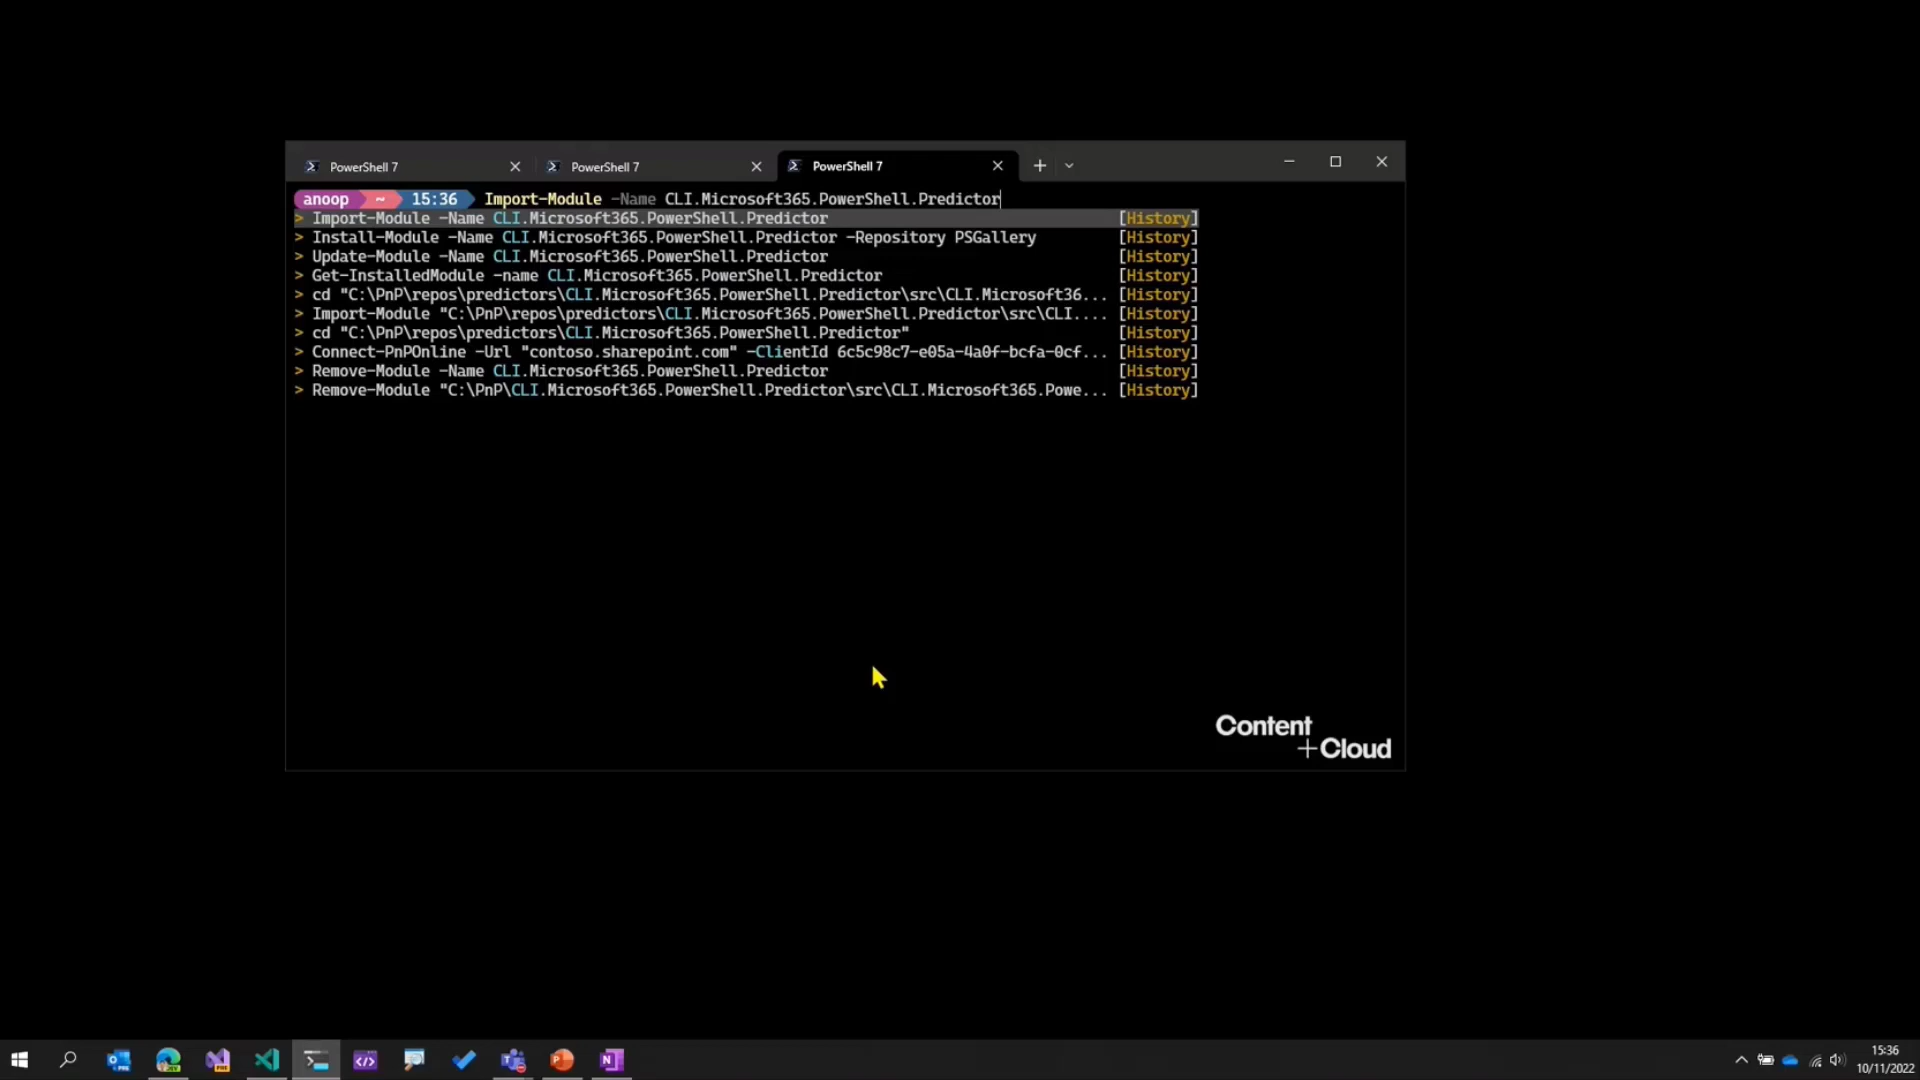 PowerShell 7
PowerShell 7
PowerShell 7
anoop ~ 15:36 Import-Module -Name CLI.Microsoft365.PowerShell.Predictor
> Import-Module -Name CLI.Microsoft365.PowerShell.Predictor [History]
> Install-Module -Name CLI.Microsoft365.PowerShell.Predictor -Repository PSGallery [History]
> Update-Module -Name CLI.Microsoft365.PowerShell.Predictor [History]
> Get-InstalledModule -name CLI.Microsoft365.PowerShell.Predictor [History]
> cd "C:\PnP\repos\predictors\CLI.Microsoft365.PowerShell.Predictor\src\CLI.Microsoft36... [History]
> Import-Module "C:\PnP\repos\predictors\CLI.Microsoft365.PowerShell.Predictor\src\CLI.... [History]
> cd "C:\PnP\repos\predictors\CLI.Microsoft365.PowerShell.Predictor" [History]
> Connect-PnPOnline -Url "contoso.sharepoint.com" -ClientId 6c5c98c7-e05a-4a0f-bcfa-0cf... [History]
> Remove-Module -Name CLI.Microsoft365.PowerShell.Predictor [History]
> Remove-Module "C:\PnP\CLI.Microsoft365.PowerShell.Predictor\src\CLI.Microsoft365.Powe... [History]
Content
+Cloud
15:36
10/11/2022